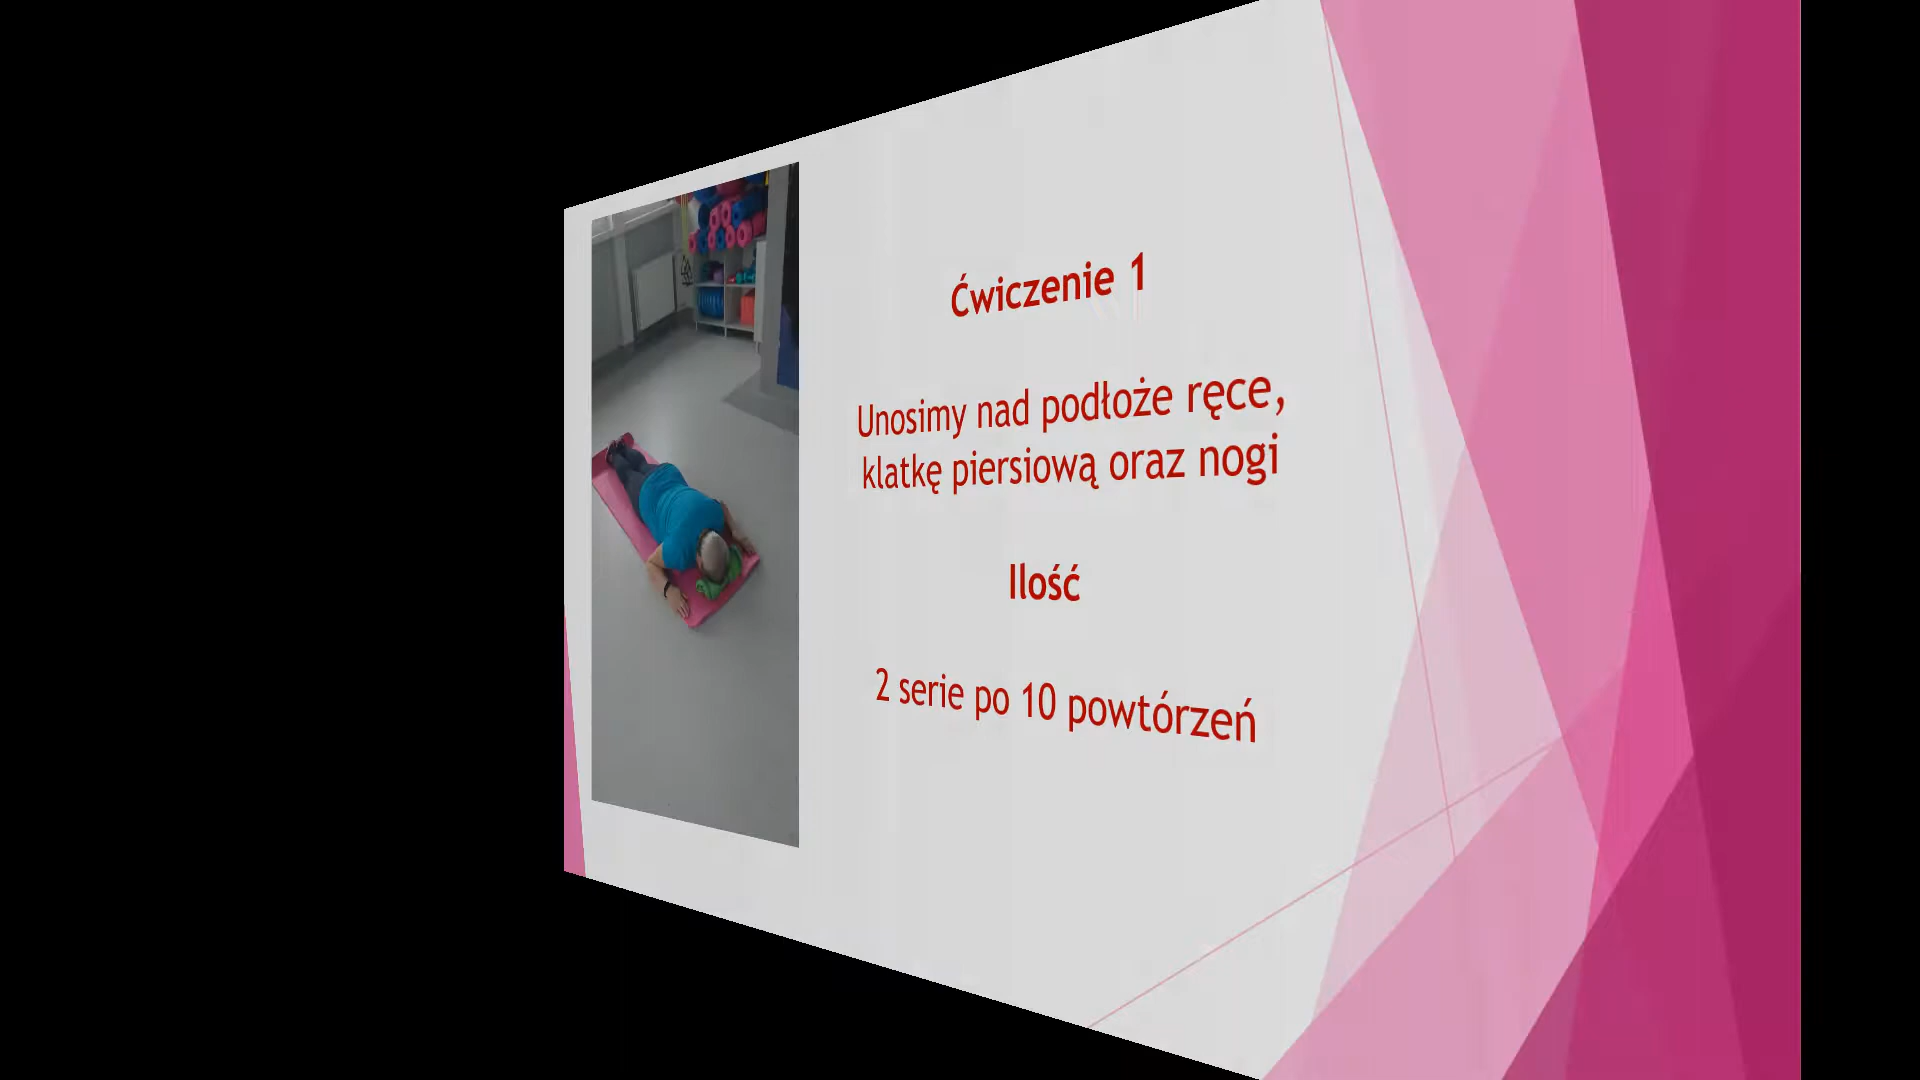 Ćwiczenie 1
Unosimy nad podłoże ręce,
klatkę piersiową oraz nogi
Ilość
2 serie po 10 powtórzeń